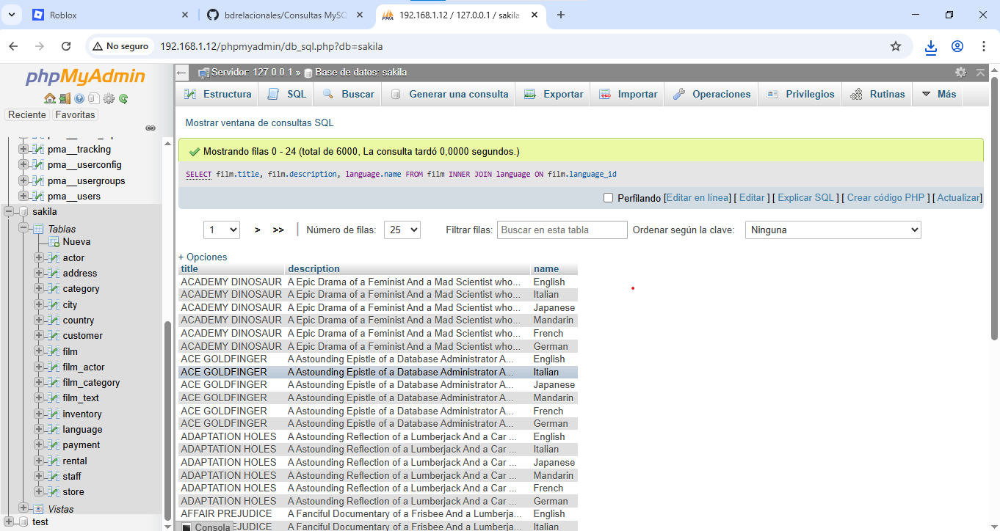 Roblox
bdrelacionales/Consultas MySQ
192.168.1.12 / 127.0.0.1 / sakila
No seguro
192.168.1.12/phpmyadmin/db_sql.php?db=sakila
phpMyAdmin
Reciente Favoritas
pma__tracking
pma__userconfig
pma__usergroups
pma__users
sakila
Tablas
Nueva
actor
address
category
city
country
customer
film
film_actor
film_category
film_text
inventory
language
payment
rental
staff
store
Vistas
test
Servidor: 127.0.0.1 » Base de datos: sakila
Estructura SQL Buscar Generar una consulta Exportar Importar Operaciones Privilegios Rutinas Más
Mostrar ventana de consultas SQL
Mostrando filas 0 - 24 (total de 6000, La consulta tardó 0,0000 segundos.)
SELECT film.title, film.description, language.name FROM film INNER JOIN language ON film.language_id
Perfilando [Editar en línea] [ Editar ] [ Explicar SQL ] [ Crear código PHP ] [ Actualizar]
1 > >> | Número de filas: 25 Filtrar filas: Buscar en esta tabla Ordenar según la clave: Ninguna
+ Opciones
title description name
ACADEMY DINOSAUR A Epic Drama of a Feminist And a Mad Scientist who... English
ACADEMY DINOSAUR A Epic Drama of a Feminist And a Mad Scientist who... Italian
ACADEMY DINOSAUR A Epic Drama of a Feminist And a Mad Scientist who... Japanese
ACADEMY DINOSAUR A Epic Drama of a Feminist And a Mad Scientist who... Mandarin
ACADEMY DINOSAUR A Epic Drama of a Feminist And a Mad Scientist who... French
ACADEMY DINOSAUR A Epic Drama of a Feminist And a Mad Scientist who... German
ACE GOLDFINGER A Astounding Epistle of a Database Administrator A... English
ACE GOLDFINGER A Astounding Epistle of a Database Administrator A... Italian
ACE GOLDFINGER A Astounding Epistle of a Database Administrator A... Japanese
ACE GOLDFINGER A Astounding Epistle of a Database Administrator A... Mandarin
ACE GOLDFINGER A Astounding Epistle of a Database Administrator A... French
ACE GOLDFINGER A Astounding Epistle of a Database Administrator A... German
ADAPTATION HOLES A Astounding Reflection of a Lumberjack And a Car ... English
ADAPTATION HOLES A Astounding Reflection of a Lumberjack And a Car ... Italian
ADAPTATION HOLES A Astounding Reflection of a Lumberjack And a Car ... Japanese
ADAPTATION HOLES A Astounding Reflection of a Lumberjack And a Car ... Mandarin
ADAPTATION HOLES A Astounding Reflection of a Lumberjack And a Car ... French
ADAPTATION HOLES A Astounding Reflection of a Lumberjack And a Car ... German
AFFAIR PREJUDICE A Fanciful Documentary of a Frisbee And a Lumberja... English
Consola EJUDICE A Fanciful Documentary of a Frisbee And a Lumberja... Italian